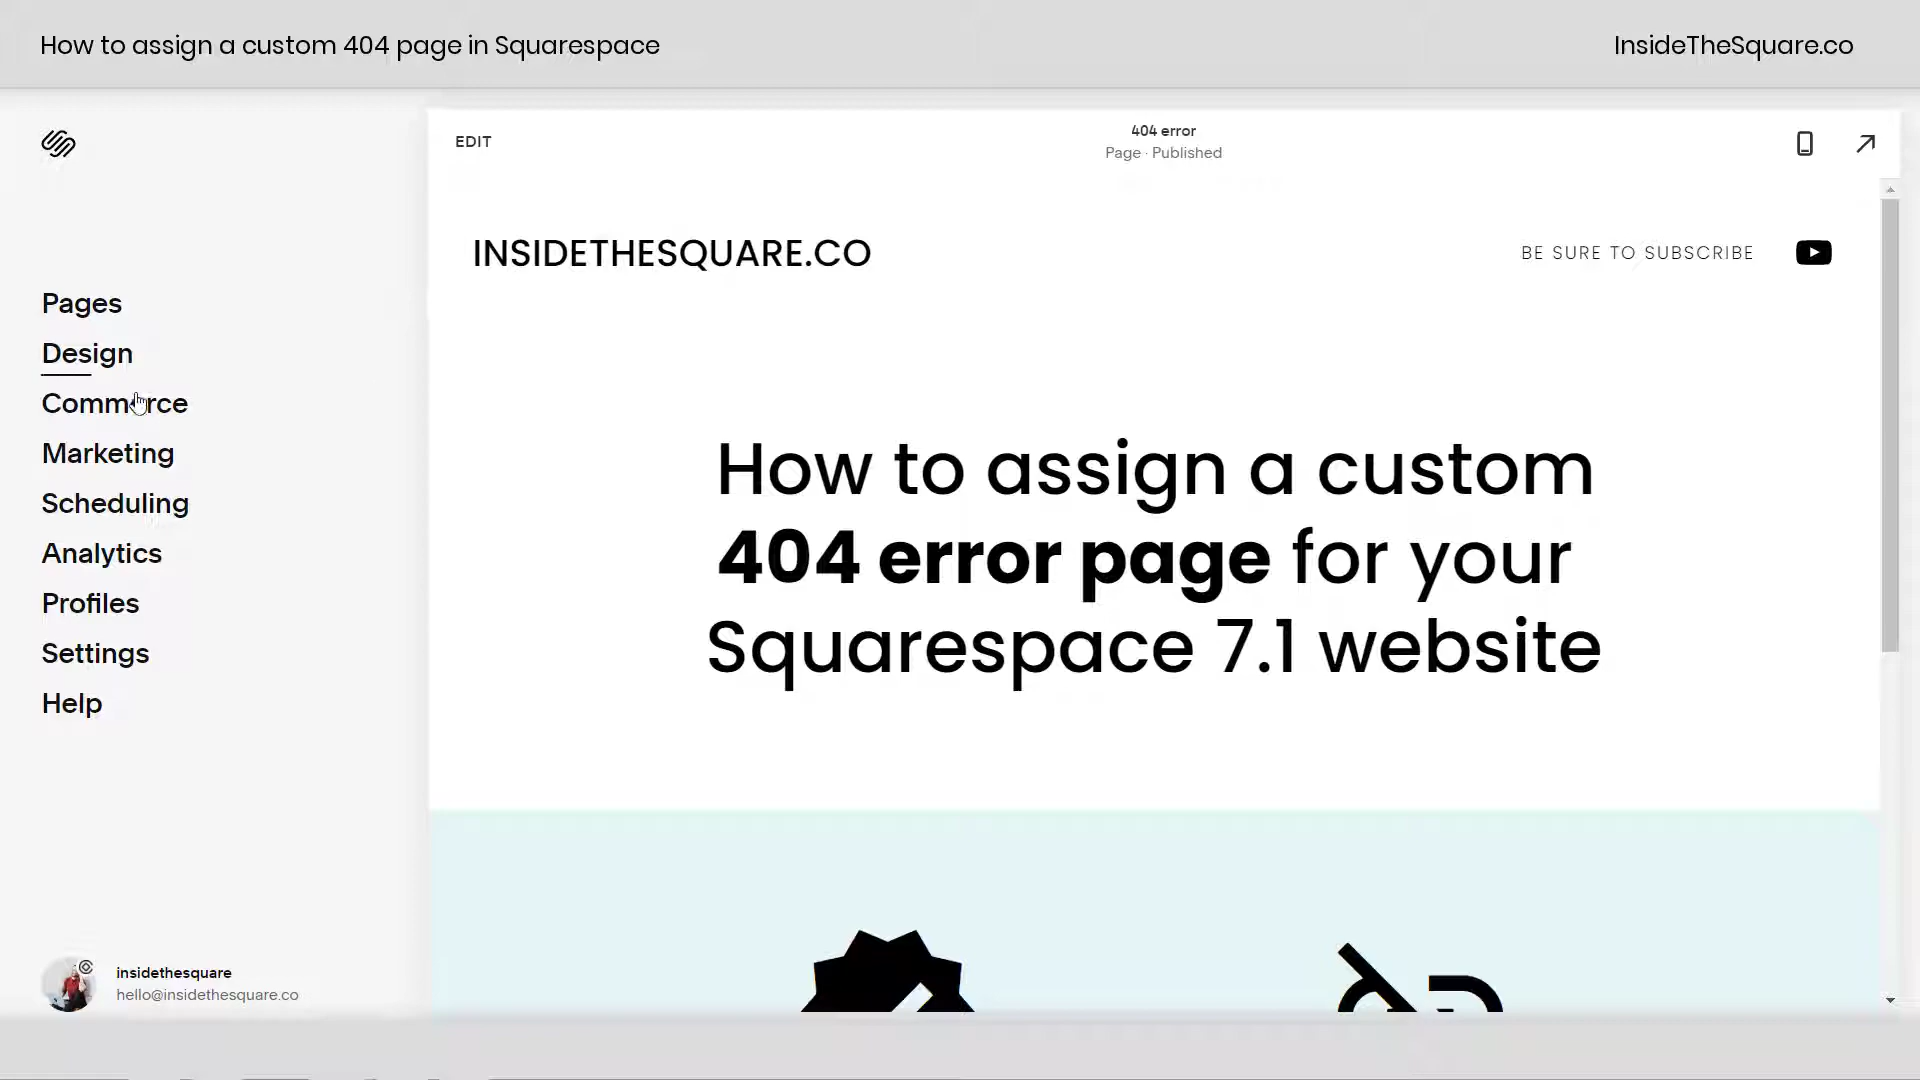 How to assign a custom 404 page in Squarespace
InsideTheSquare.co
EDIT
404 error
Page · Published
INSIDETHESQUARE.CO
BE SURE TO SUBSCRIBE
Pages
Design
Commerce
Marketing
Scheduling
Analytics
Profiles
Settings
Help
How to assign a custom
404 error page for your
Squarespace 7.1 website
insidethesquare
hello@insidethesquare.co